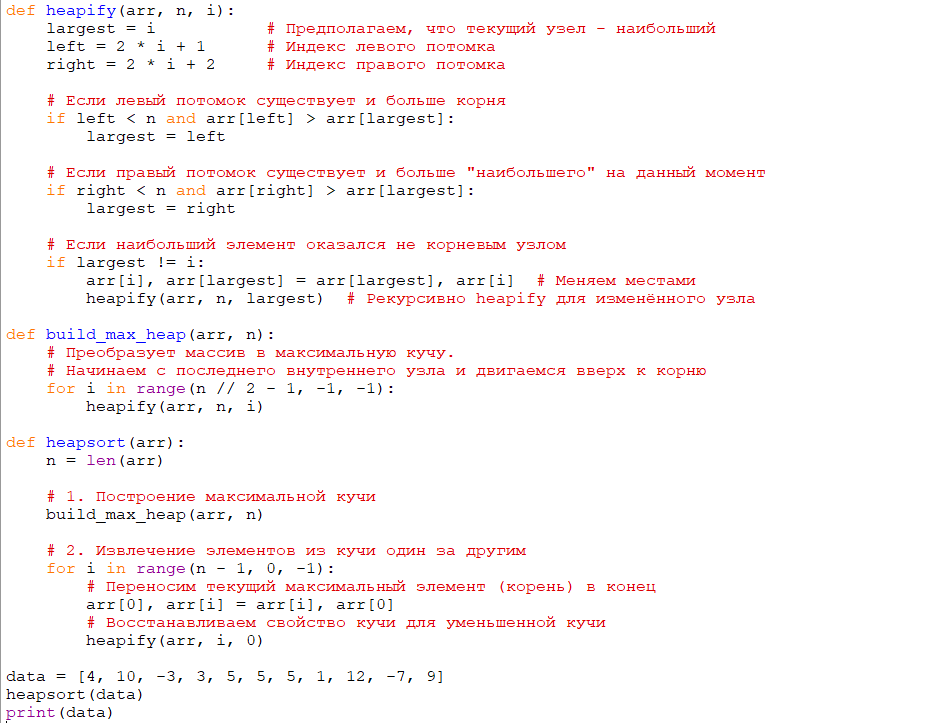 def heapify(arr, n, i):
    largest = i           # Предполагаем, что текущий узел - наибольший
    left = 2 * i + 1      # Индекс левого потомка
    right = 2 * i + 2     # Индекс правого потомка

    # Если левый потомок существует и больше корня
    if left < n and arr[left] > arr[largest]:
        largest = left

    # Если правый потомок существует и больше "наибольшего" на данный момент
    if right < n and arr[right] > arr[largest]:
        largest = right

    # Если наибольший элемент оказался не корневым узлом
    if largest != i:
        arr[i], arr[largest] = arr[largest], arr[i]  # Меняем местами
        heapify(arr, n, largest)  # Рекурсивно heapify для изменённого узла

def build_max_heap(arr, n):
    # Преобразует массив в максимальную кучу.
    # Начинаем с последнего внутреннего узла и двигаемся вверх к корню
    for i in range(n // 2 - 1, -1, -1):
        heapify(arr, n, i)

def heapsort(arr):
    n = len(arr)

    # 1. Построение максимальной кучи
    build_max_heap(arr, n)

    # 2. Извлечение элементов из кучи один за другим
    for i in range(n - 1, 0, -1):
        # Переносим текущий максимальный элемент (корень) в конец
        arr[0], arr[i] = arr[i], arr[0]
        # Восстанавливаем свойство кучи для уменьшенной кучи
        heapify(arr, i, 0)

data = [4, 10, -3, 3, 5, 5, 5, 1, 12, -7, 9]
heapsort(data)
print(data)